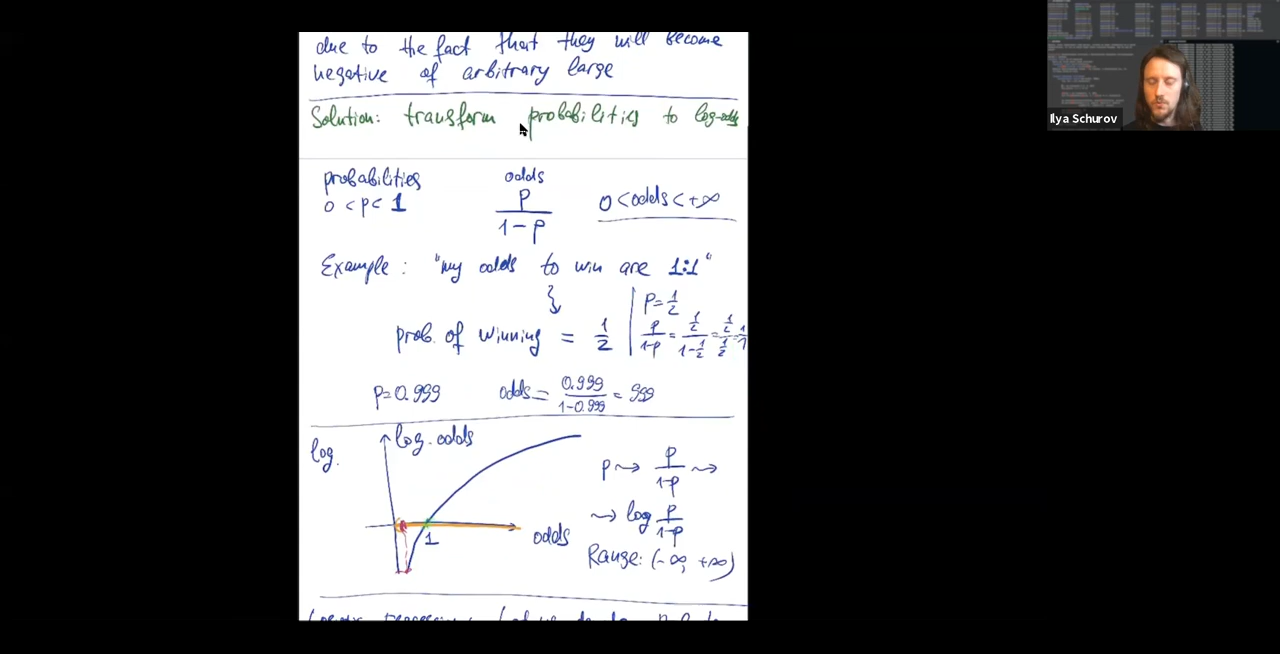 due to the fact that they will become
negative of arbitrary large
Solution: transform probabilities to log-odds
probabilities
0 < p < 1
odds
p
1 - p
0 < odds < +∞
Example: "my odds to win are 1:1"
prob. of winning = 1/2
p = 1/2
p/(1-p) = (1/2)/(1-1/2) = (1/2)/(1/2) = 1/1
p = 0.999 odds = 0.999/(1-0.999) = 999
log.
log. odds
1
odds
p ⇝ p/(1-p) ⇝
⇝ log p/(1-p)
Range: (-∞, +∞)
Ilya Schurov